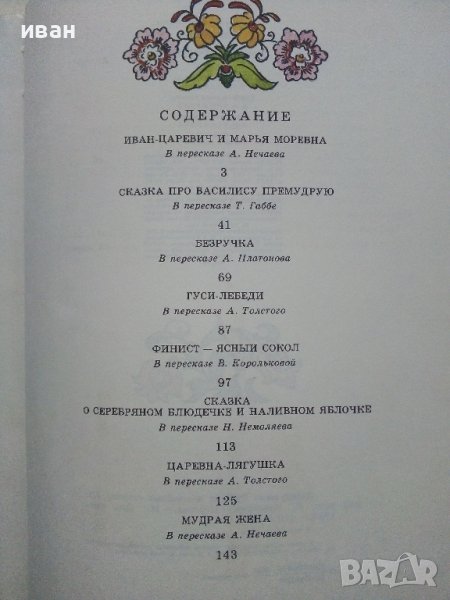 иван
СОДЕРЖАНИЕ
ИВАН-ЦАРЕВИЧ И МАРЬЯ МОРЕВНА
В пересказе А. Нечаева
3
СКАЗКА ПРО ВАСИЛИСУ ПРЕМУДРУЮ
В пересказе Т. Габбе
41
БЕЗРУЧКА
В пересказе А. Платонова
69
ГУСИ-ЛЕБЕДИ
В пересказе А. Толстого
87
ФИНИСТ — ЯСНЫЙ СОКОЛ
В пересказе В. Корольковой
97
СКАЗКА
О СЕРЕБРЯНОМ БЛЮДЕЧКЕ И НАЛИВНОМ ЯБЛОЧКЕ
В пересказе Н. Немоляева
113
ЦАРЕВНА-ЛЯГУШКА
В пересказе А. Толстого
125
МУДРАЯ ЖЕНА
В пересказе А. Нечаева
143
BAZAR